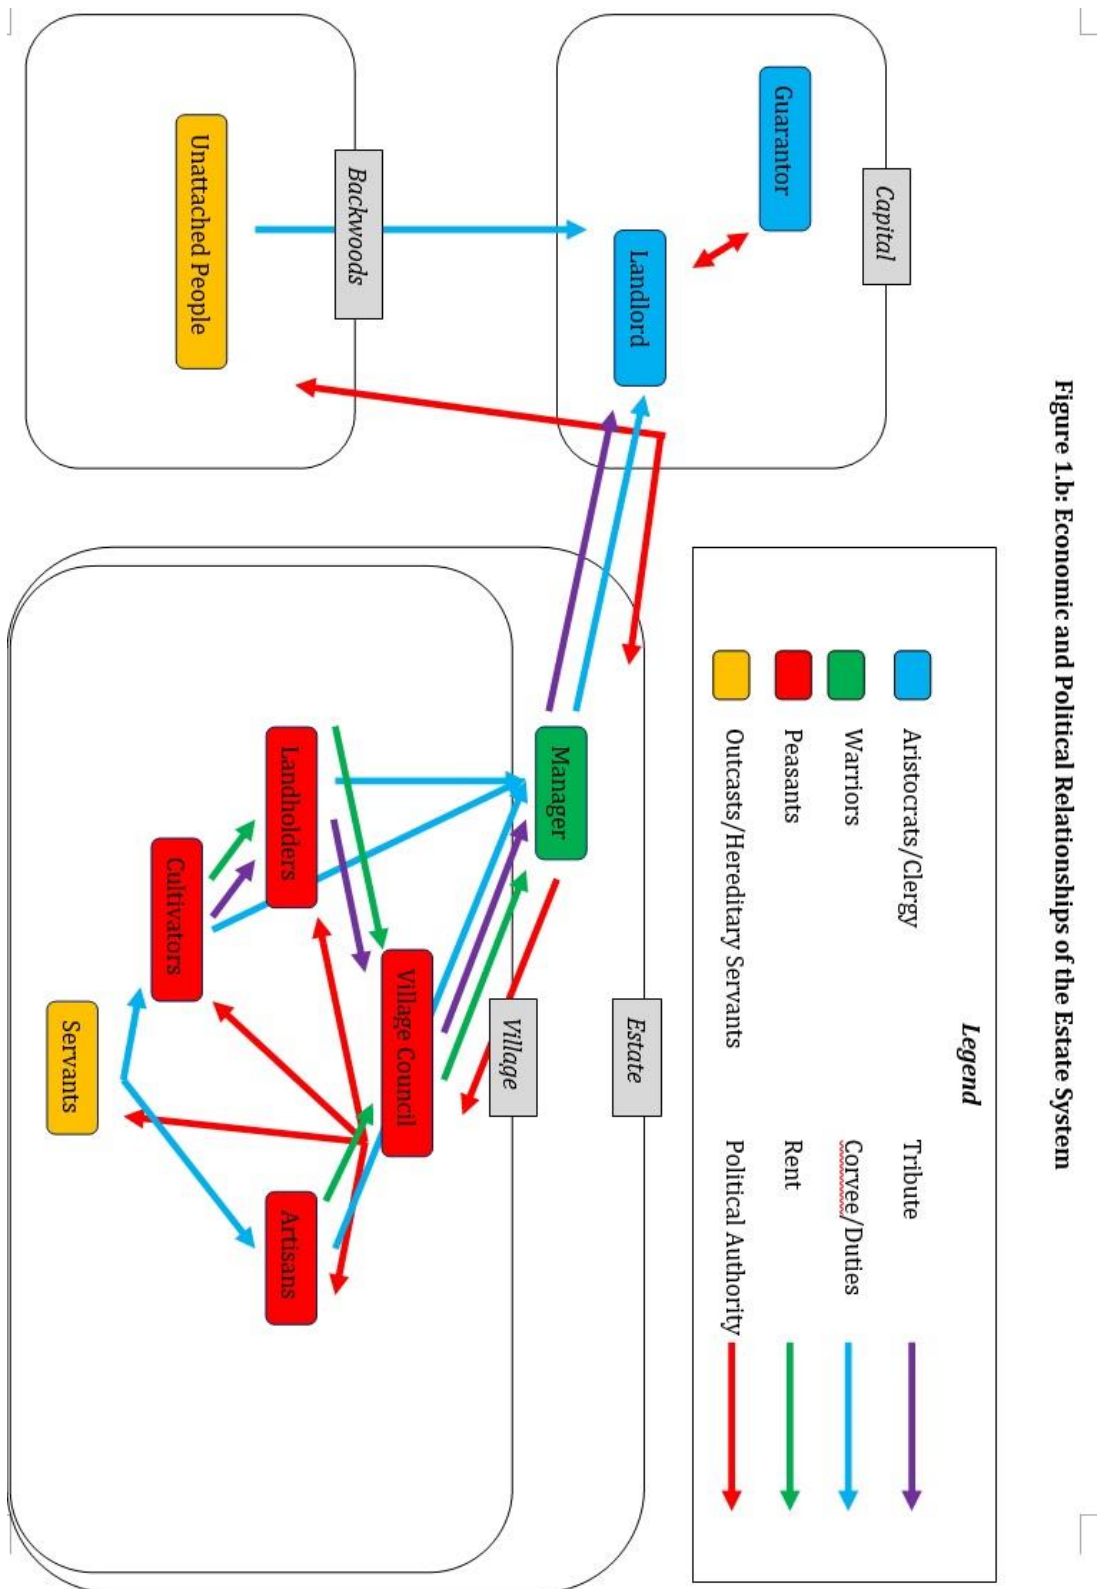 Figure 1.b: Economic and Political Relationships of the Estate System
Capital
Guarantor
Landlord
Backwoods
Unattached People
Legend
Aristocrats/Clergy
Warriors
Peasants
Outcasts/Hereditary Servants
Tribute
Corvee/Duties
Rent
Political Authority
Estate
Manager
Village
Village Council
Landholders
Artisans
Cultivators
Servants